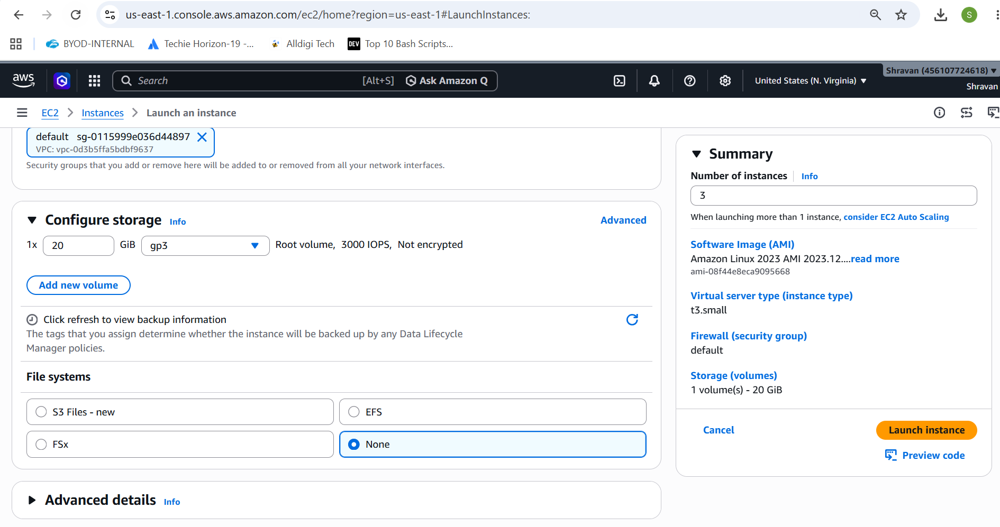 us-east-1.console.aws.amazon.com/ec2/home?region=us-east-1#LaunchInstances:
S
BYOD-INTERNAL
Techie Horizon-19 -...
Alldigi Tech
DEV
Top 10 Bash Scripts...
aws
Search
[Alt+S]
Ask Amazon Q
United States (N. Virginia)
Shravan (456107724618)
Shravan
EC2
Instances
Launch an instance
default sg-0115999e036d44897
VPC: vpc-0d3b5ffa5bdbf9637
Security groups that you add or remove here will be added to or removed from all your network interfaces.
Configure storage Info
Advanced
1x 20 GiB gp3 Root volume, 3000 IOPS, Not encrypted
Add new volume
Click refresh to view backup information
The tags that you assign determine whether the instance will be backed up by any Data Lifecycle
Manager policies.
File systems
S3 Files - new
EFS
FSx
None
Advanced details Info
Summary
Number of instances Info
3
When launching more than 1 instance, consider EC2 Auto Scaling
Software Image (AMI)
Amazon Linux 2023 AMI 2023.12....read more
ami-08f44e8eca9095668
Virtual server type (instance type)
t3.small
Firewall (security group)
default
Storage (volumes)
1 volume(s) - 20 GiB
Cancel
Launch instance
Preview code